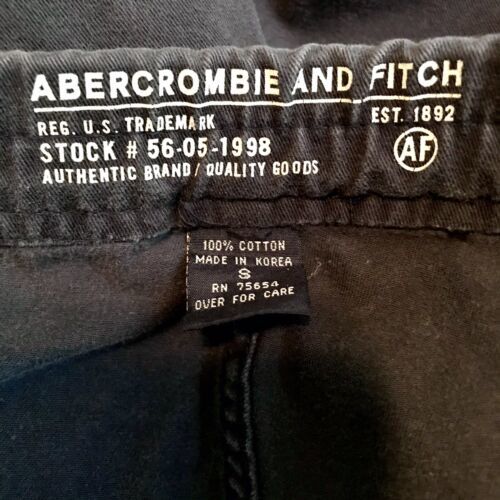 ABERCROMBIE AND FITCH
REG. U.S. TRADEMARK
EST. 1892
STOCK # 56-05-1998
AF
AUTHENTIC BRAND / QUALITY GOODS
100% COTTON
MADE IN KOREA
S
RN 75654
OVER FOR CARE